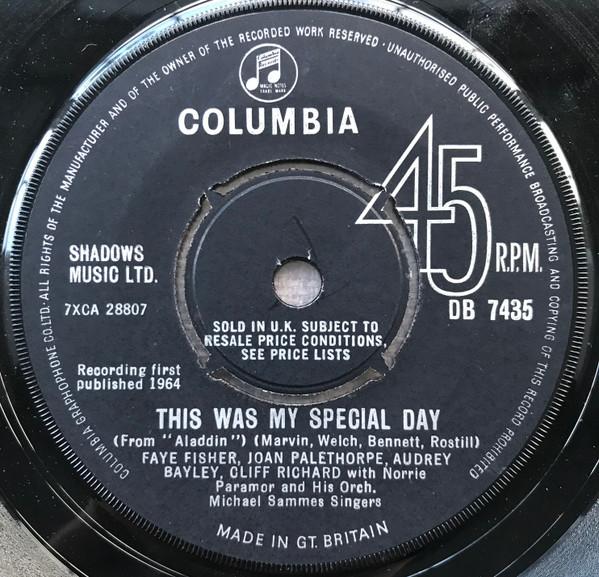 COLUMBIA GRAPHOPHONE CO.LTD.·ALL RIGHTS OF THE MANUFACTURER AND OF THE OWNER OF THE RECORDED WORK RESERVED·UNAUTHORISED PUBLIC PERFORMANCE BROADCASTING AND COPYING OF THIS RECORD PROHIBITED
MAGIC NOTES
TRADE MARK
COLUMBIA
45
R.P.M.
SHADOWS
MUSIC LTD.
7XCA 28807
DB 7435
SOLD IN U.K. SUBJECT TO
RESALE PRICE CONDITIONS,
SEE PRICE LISTS
Recording first
published 1964
THIS WAS MY SPECIAL DAY
(From "Aladdin") (Marvin, Welch, Bennett, Rostill)
FAYE FISHER, JOAN PALETHORPE, AUDREY
BAYLEY, CLIFF RICHARD with Norrie
Paramor and His Orch.
Michael Sammes Singers
MADE IN GT. BRITAIN